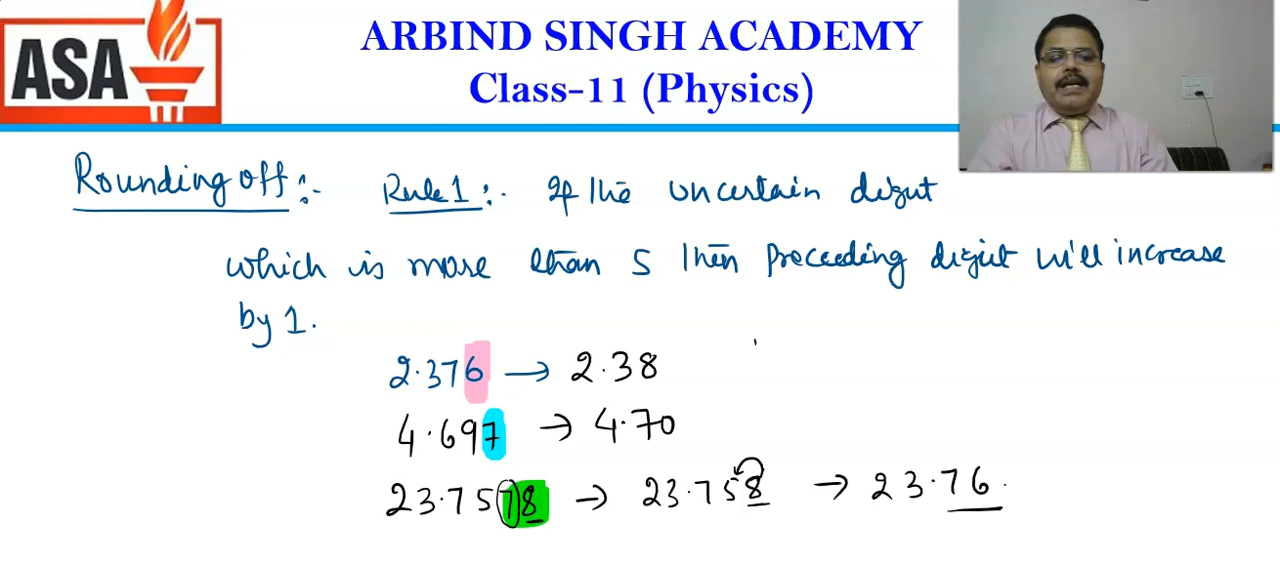 ASA
ARBIND SINGH ACADEMY
Class-11 (Physics)
Rounding off:- Rule 1:- If the uncertain digit
which is more than 5 then preceeding digit will increase
by 1.
2.376 → 2.38
4.697 → 4.70
23.7578 → 23.758 → 23.76.